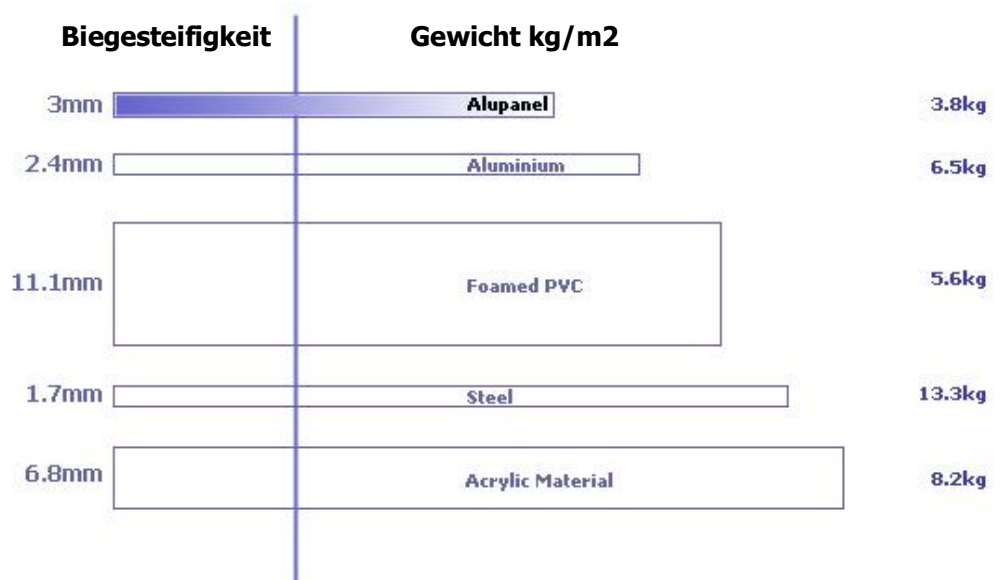 Biegesteifigkeit Gewicht kg/m2
3mm Alupanel 3.8kg
2.4mm Aluminium 6.5kg
11.1mm Foamed PVC 5.6kg
1.7mm Steel 13.3kg
6.8mm Acrylic Material 8.2kg